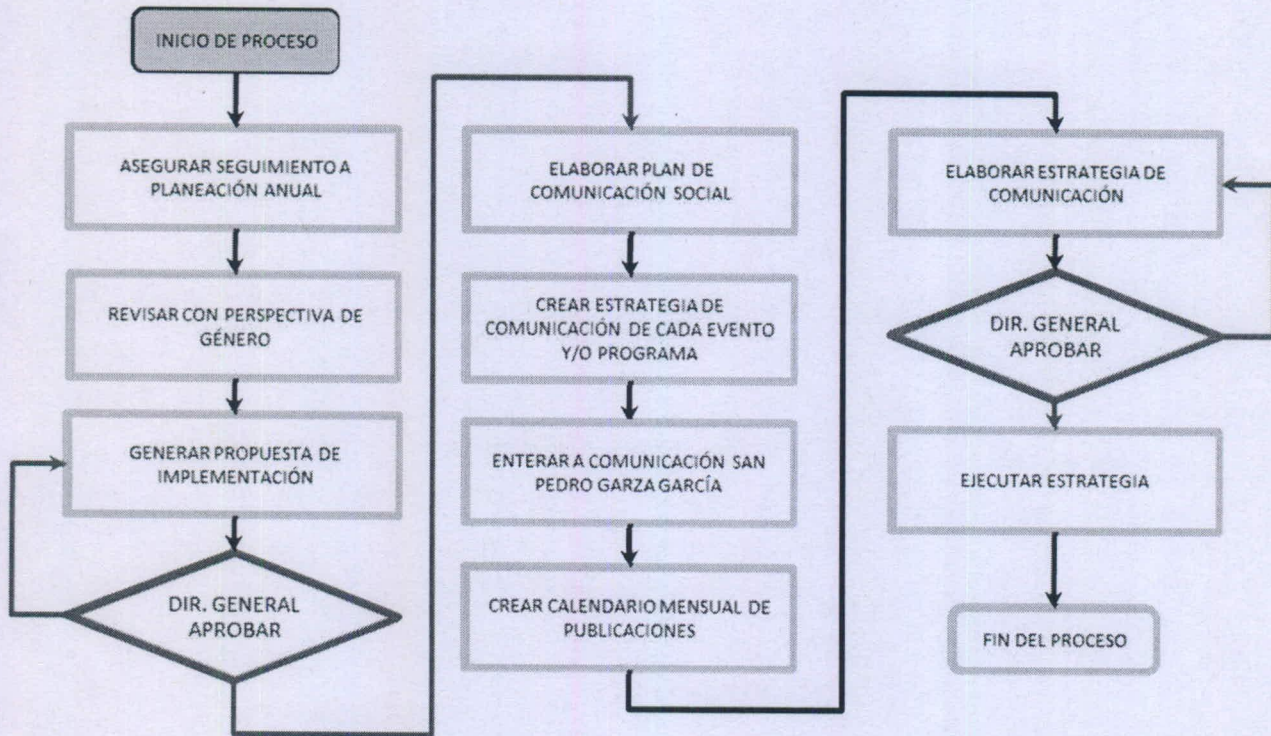 INICIO DE PROCESO
ASEGURAR SEGUIMIENTO A
PLANEACIÓN ANUAL
REVISAR CON PERSPECTIVA DE
GÉNERO
GENERAR PROPUESTA DE
IMPLEMENTACIÓN
DIR. GENERAL
APROBAR
ELABORAR PLAN DE
COMUNICACIÓN SOCIAL
CREAR ESTRATEGIA DE
COMUNICACIÓN DE CADA EVENTO
Y/O PROGRAMA
ENTERAR A COMUNICACIÓN SAN
PEDRO GARZA GARCÍA
CREAR CALENDARIO MENSUAL DE
PUBLICACIONES
ELABORAR ESTRATEGIA DE
COMUNICACIÓN
DIR. GENERAL
APROBAR
EJECUTAR ESTRATEGIA
FIN DEL PROCESO